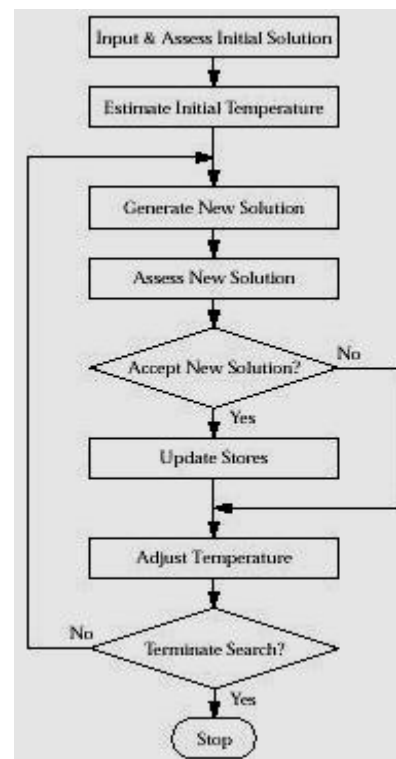 Input & Assess Initial Solution
Estimate Initial Temperature
Generate New Solution
Assess New Solution
Accept New Solution?
No
Yes
Update Stores
Adjust Temperature
No
Terminate Search?
Yes
Stop